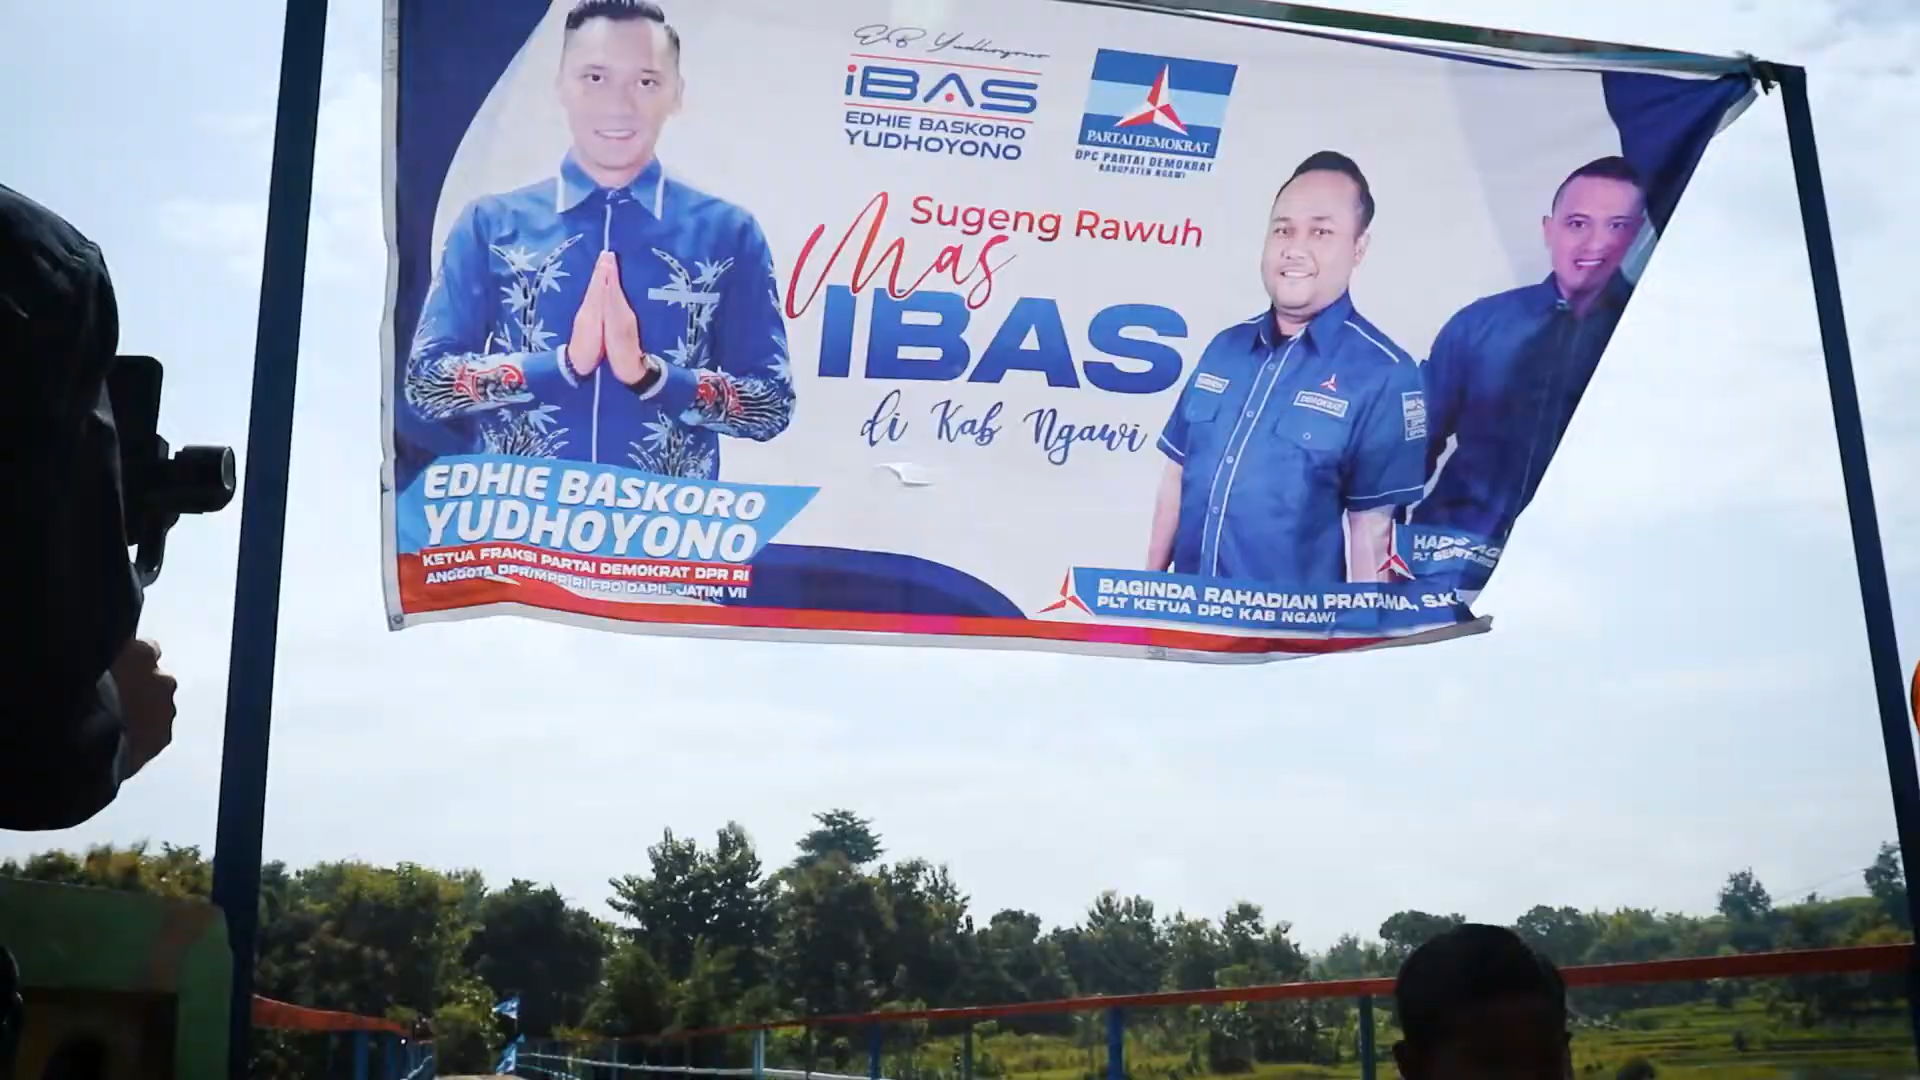 EB Yudhoyono
iBAS
EDHIE BASKORO
YUDHOYONO
PARTAI DEMOKRAT
DPC PARTAI DEMOKRAT
KABUPATEN NGAWI
Sugeng Rawuh
Mas
IBAS
di Kab Ngawi
DEMOKRAT
EDHIE BASKORO
YUDHOYONO
KETUA FRAKSI PARTAI DEMOKRAT DPR RI
ANGGOTA DPR/MPR RI FPD DAPIL JATIM VII
BAGINDA RAHADIAN PRATAMA, S.K
PLT KETUA DPC KAB NGAWI
PLT